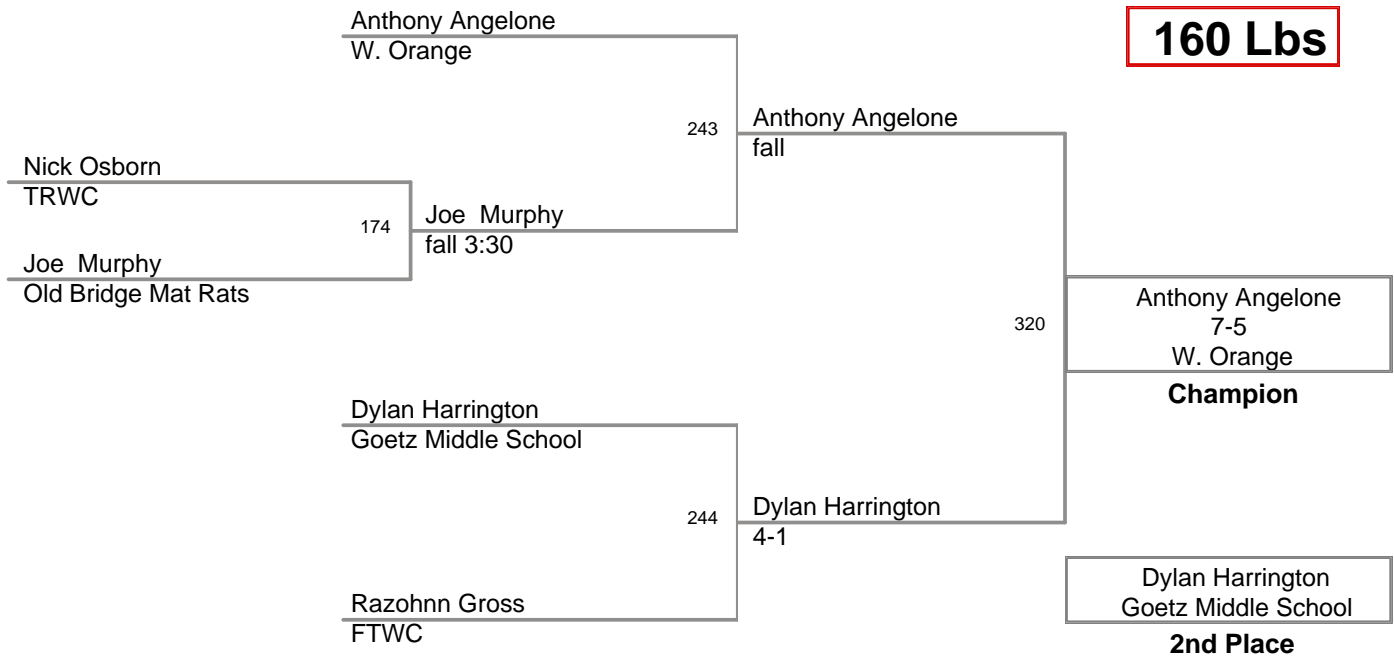 Anthony Angelone
W. Orange
160 Lbs
243
Anthony Angelone
fall
Nick Osborn
TRWC
174
Joe Murphy
fall 3:30
Joe Murphy
Old Bridge Mat Rats
320
Anthony Angelone
7-5
W. Orange
Champion
Dylan Harrington
Goetz Middle School
244
Dylan Harrington
4-1
Razohnn Gross
FTWC
Dylan Harrington
Goetz Middle School
2nd Place